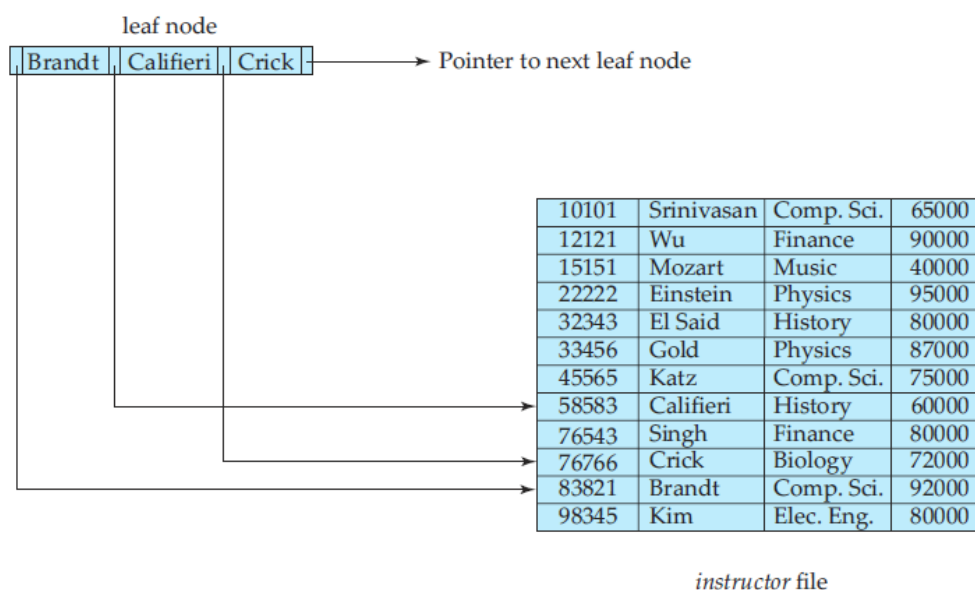 leaf node
Brandt Califieri Crick
Pointer to next leaf node
10101 Srinivasan Comp. Sci. 65000
12121 Wu Finance 90000
15151 Mozart Music 40000
22222 Einstein Physics 95000
32343 El Said History 80000
33456 Gold Physics 87000
45565 Katz Comp. Sci. 75000
58583 Califieri History 60000
76543 Singh Finance 80000
76766 Crick Biology 72000
83821 Brandt Comp. Sci. 92000
98345 Kim Elec. Eng. 80000
instructor file